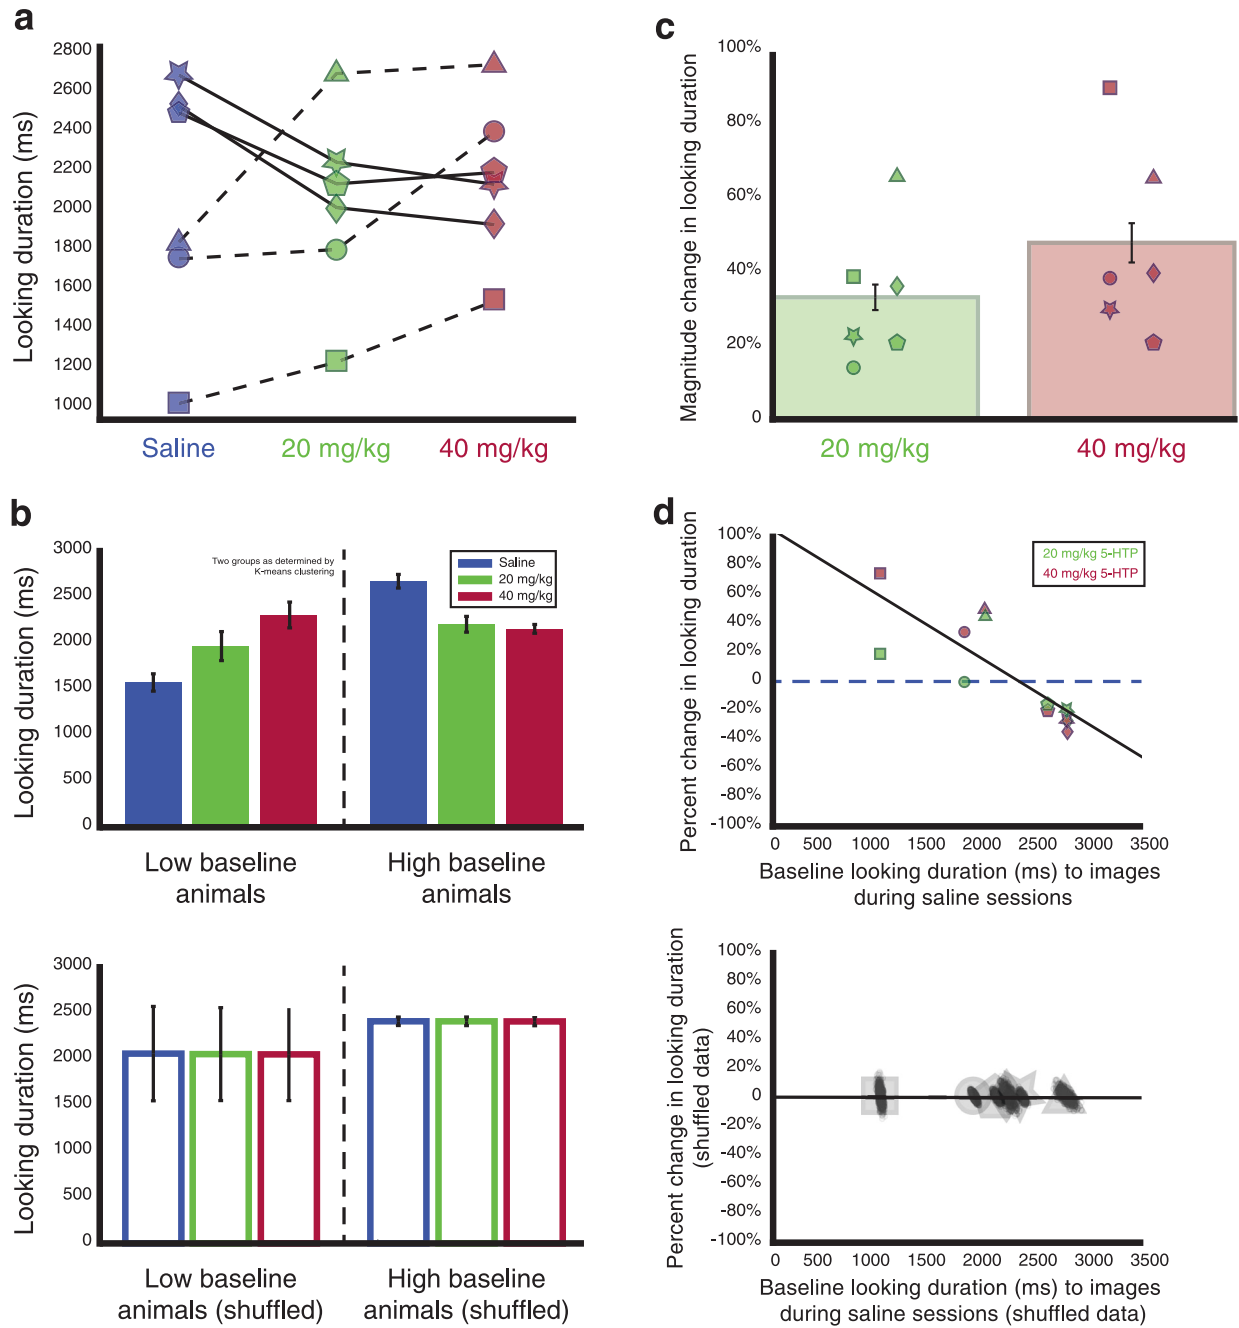 a
2800
2600
2400
2200
2000
1800
1600
1400
1200
1000
Looking duration (ms)
Saline
20 mg/kg
40 mg/kg
c
100%
80%
60%
40%
20%
0
Magnitude change in looking duration
20 mg/kg
40 mg/kg
b
3000
2500
2000
1500
1000
500
0
Looking duration (ms)
Two groups as determined by
K-means clustering
Saline
20 mg/kg
40 mg/kg
Low baseline
animals
High baseline
animals
3000
2500
2000
1500
1000
500
0
Looking duration (ms)
Low baseline
animals (shuffled)
High baseline
animals (shuffled)
d
100%
80%
60%
40%
20%
0
-20%
-40%
-60%
-80%
-100%
Percent change in looking duration
20 mg/kg 5-HTP
40 mg/kg 5-HTP
0 500 1000 1500 2000 2500 3000 3500
Baseline looking duration (ms) to images
during saline sessions
100%
80%
60%
40%
20%
0
-20%
-40%
-60%
-80%
-100%
Percent change in looking duration
(shuffled data)
0 500 1000 1500 2000 2500 3000 3500
Baseline looking duration (ms) to images
during saline sessions (shuffled data)